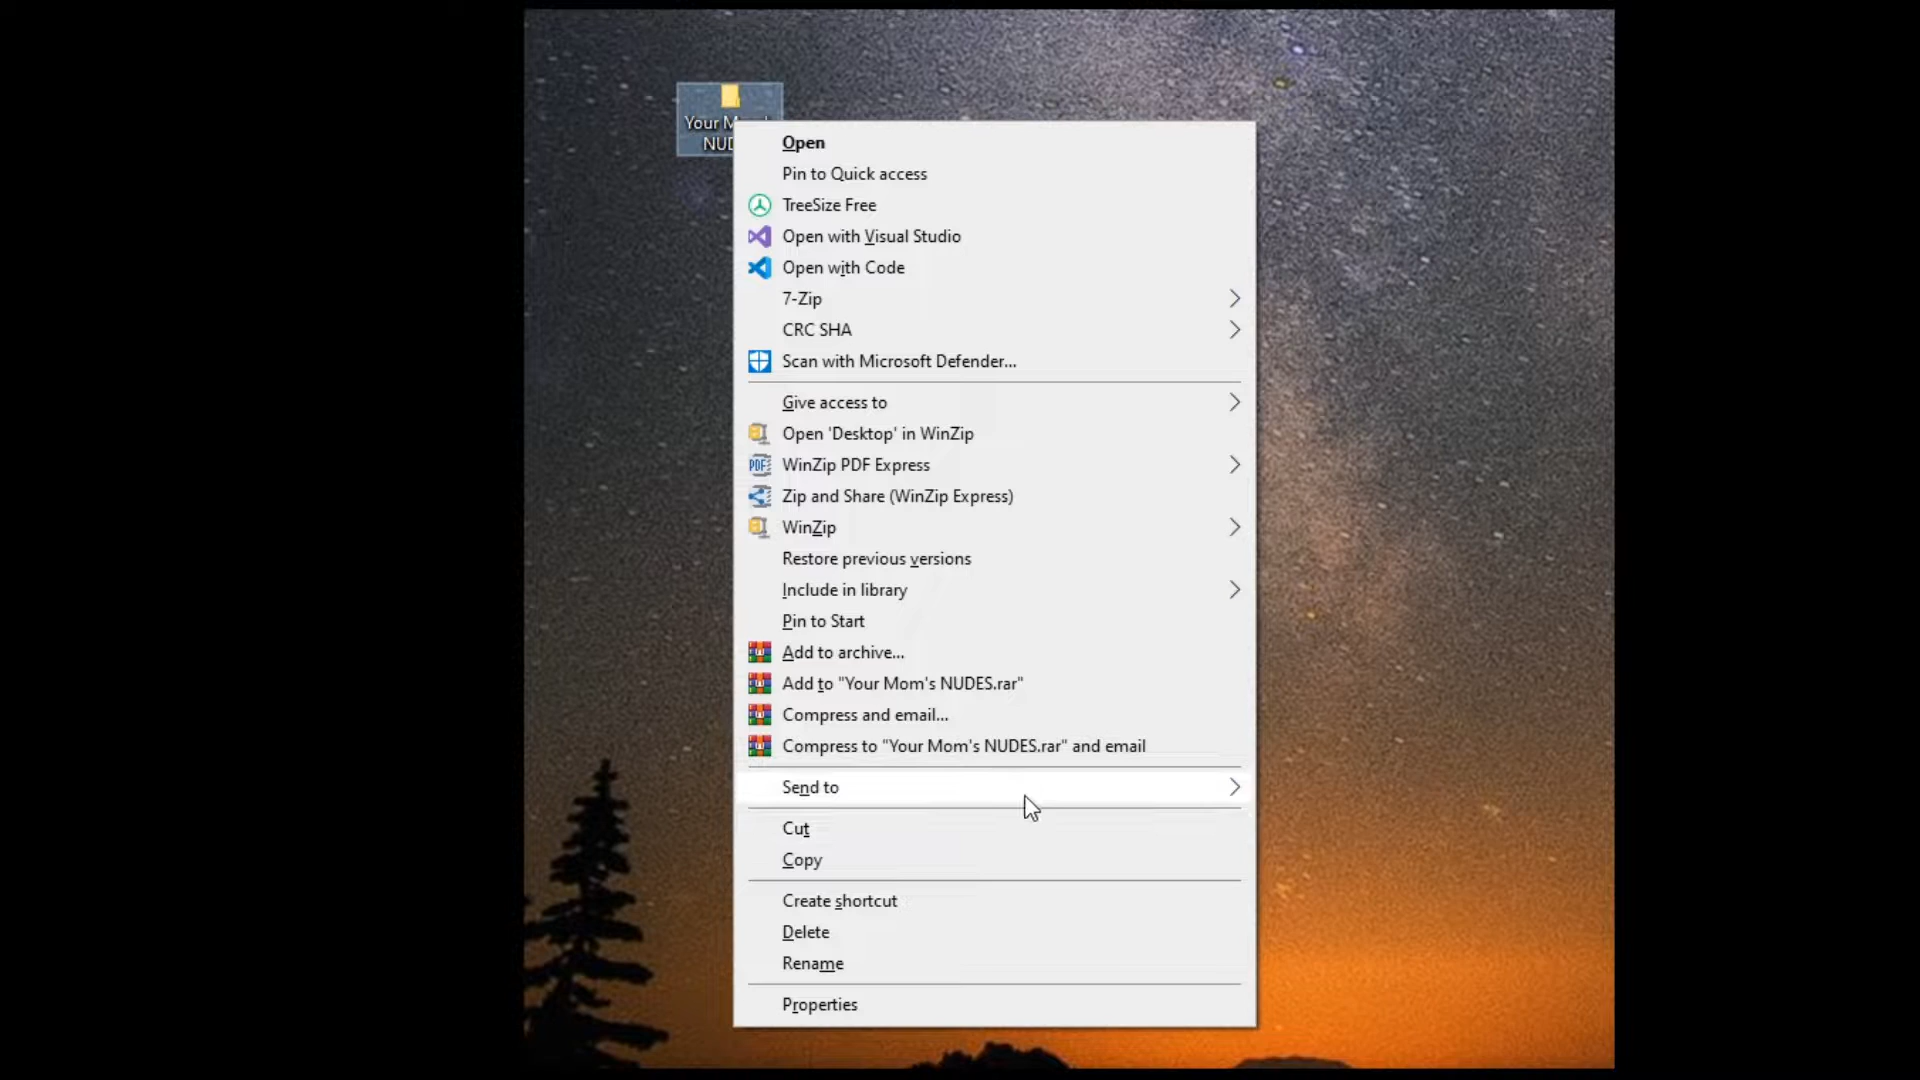 Your M
NUD
Open
Pin to Quick access
TreeSize Free
Open with Visual Studio
Open with Code
7-Zip
CRC SHA
Scan with Microsoft Defender...
Give access to
Open 'Desktop' in WinZip
WinZip PDF Express
Zip and Share (WinZip Express)
WinZip
Restore previous versions
Include in library
Pin to Start
Add to archive...
Add to "Your Mom's NUDES.rar"
Compress and email...
Compress to "Your Mom's NUDES.rar" and email
Send to
Cut
Copy
Create shortcut
Delete
Rename
Properties